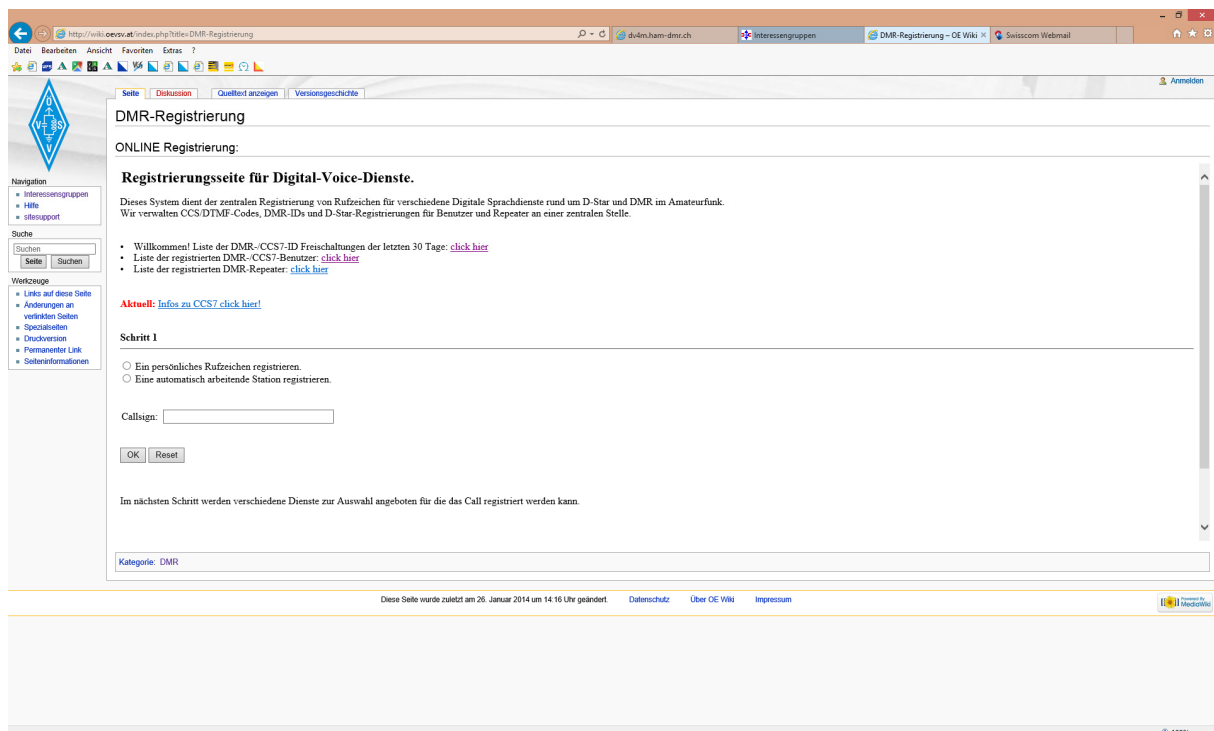 http://wiki.oevsv.at/index.php?title=DMR-Registrierung
dv4m.ham-dmr.ch
Interessengruppen
DMR-Registrierung – OE Wiki
Swisscom Webmail
Datei Bearbeiten Ansicht Favoriten Extras ?
Anmelden
Seite Diskussion Quelltext anzeigen Versionsgeschichte
DMR-Registrierung
ONLINE Registrierung:
Navigation
Interessensgruppen
Hilfe
sitesupport
Suche
Suchen
Seite Suchen
Werkzeuge
Links auf diese Seite
Änderungen an
verlinkten Seiten
Spezialseiten
Druckversion
Permanenter Link
Seiteninformationen
Registrierungsseite für Digital-Voice-Dienste.
Dieses System dient der zentralen Registrierung von Rufzeichen für verschiedene Digitale Sprachdienste rund um D-Star und DMR im Amateurfunk.
Wir verwalten CCS/DTMF-Codes, DMR-IDs und D-Star-Registrierungen für Benutzer und Repeater an einer zentralen Stelle.
• Willkommen! Liste der DMR-/CCS7-ID Freischaltungen der letzten 30 Tage: click hier
• Liste der registrierten DMR-/CCS7-Benutzer: click hier
• Liste der registrierten DMR-Repeater: click hier
Aktuell: Infos zu CCS7 click hier!
Schritt 1
Ein persönliches Rufzeichen registrieren.
Eine automatisch arbeitende Station registrieren.
Callsign:
OK Reset
Im nächsten Schritt werden verschiedene Dienste zur Auswahl angeboten für die das Call registriert werden kann.
Kategorie: DMR
Diese Seite wurde zuletzt am 26. Januar 2014 um 14:16 Uhr geändert. Datenschutz Über OE Wiki Impressum
Powered By
MediaWiki